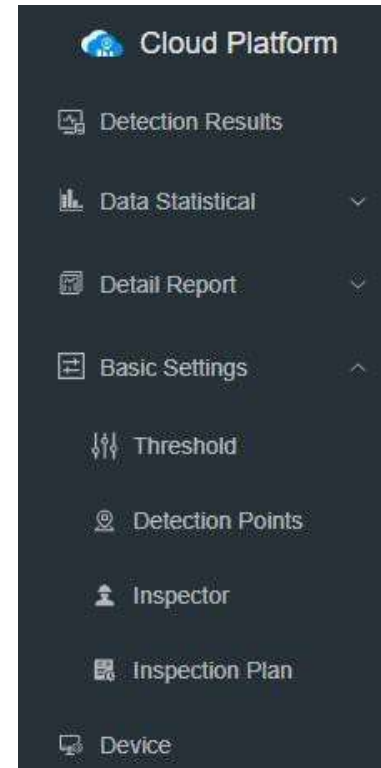 Cloud Platform
Detection Results
Data Statistical
Detail Report
Basic Settings
Threshold
Detection Points
Inspector
Inspection Plan
Device